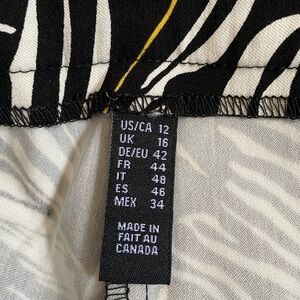 US/CA 12
UK 16
DE/EU 42
FR 44
IT 48
ES 46
MEX 34
MADE IN
FAIT AU
CANADA